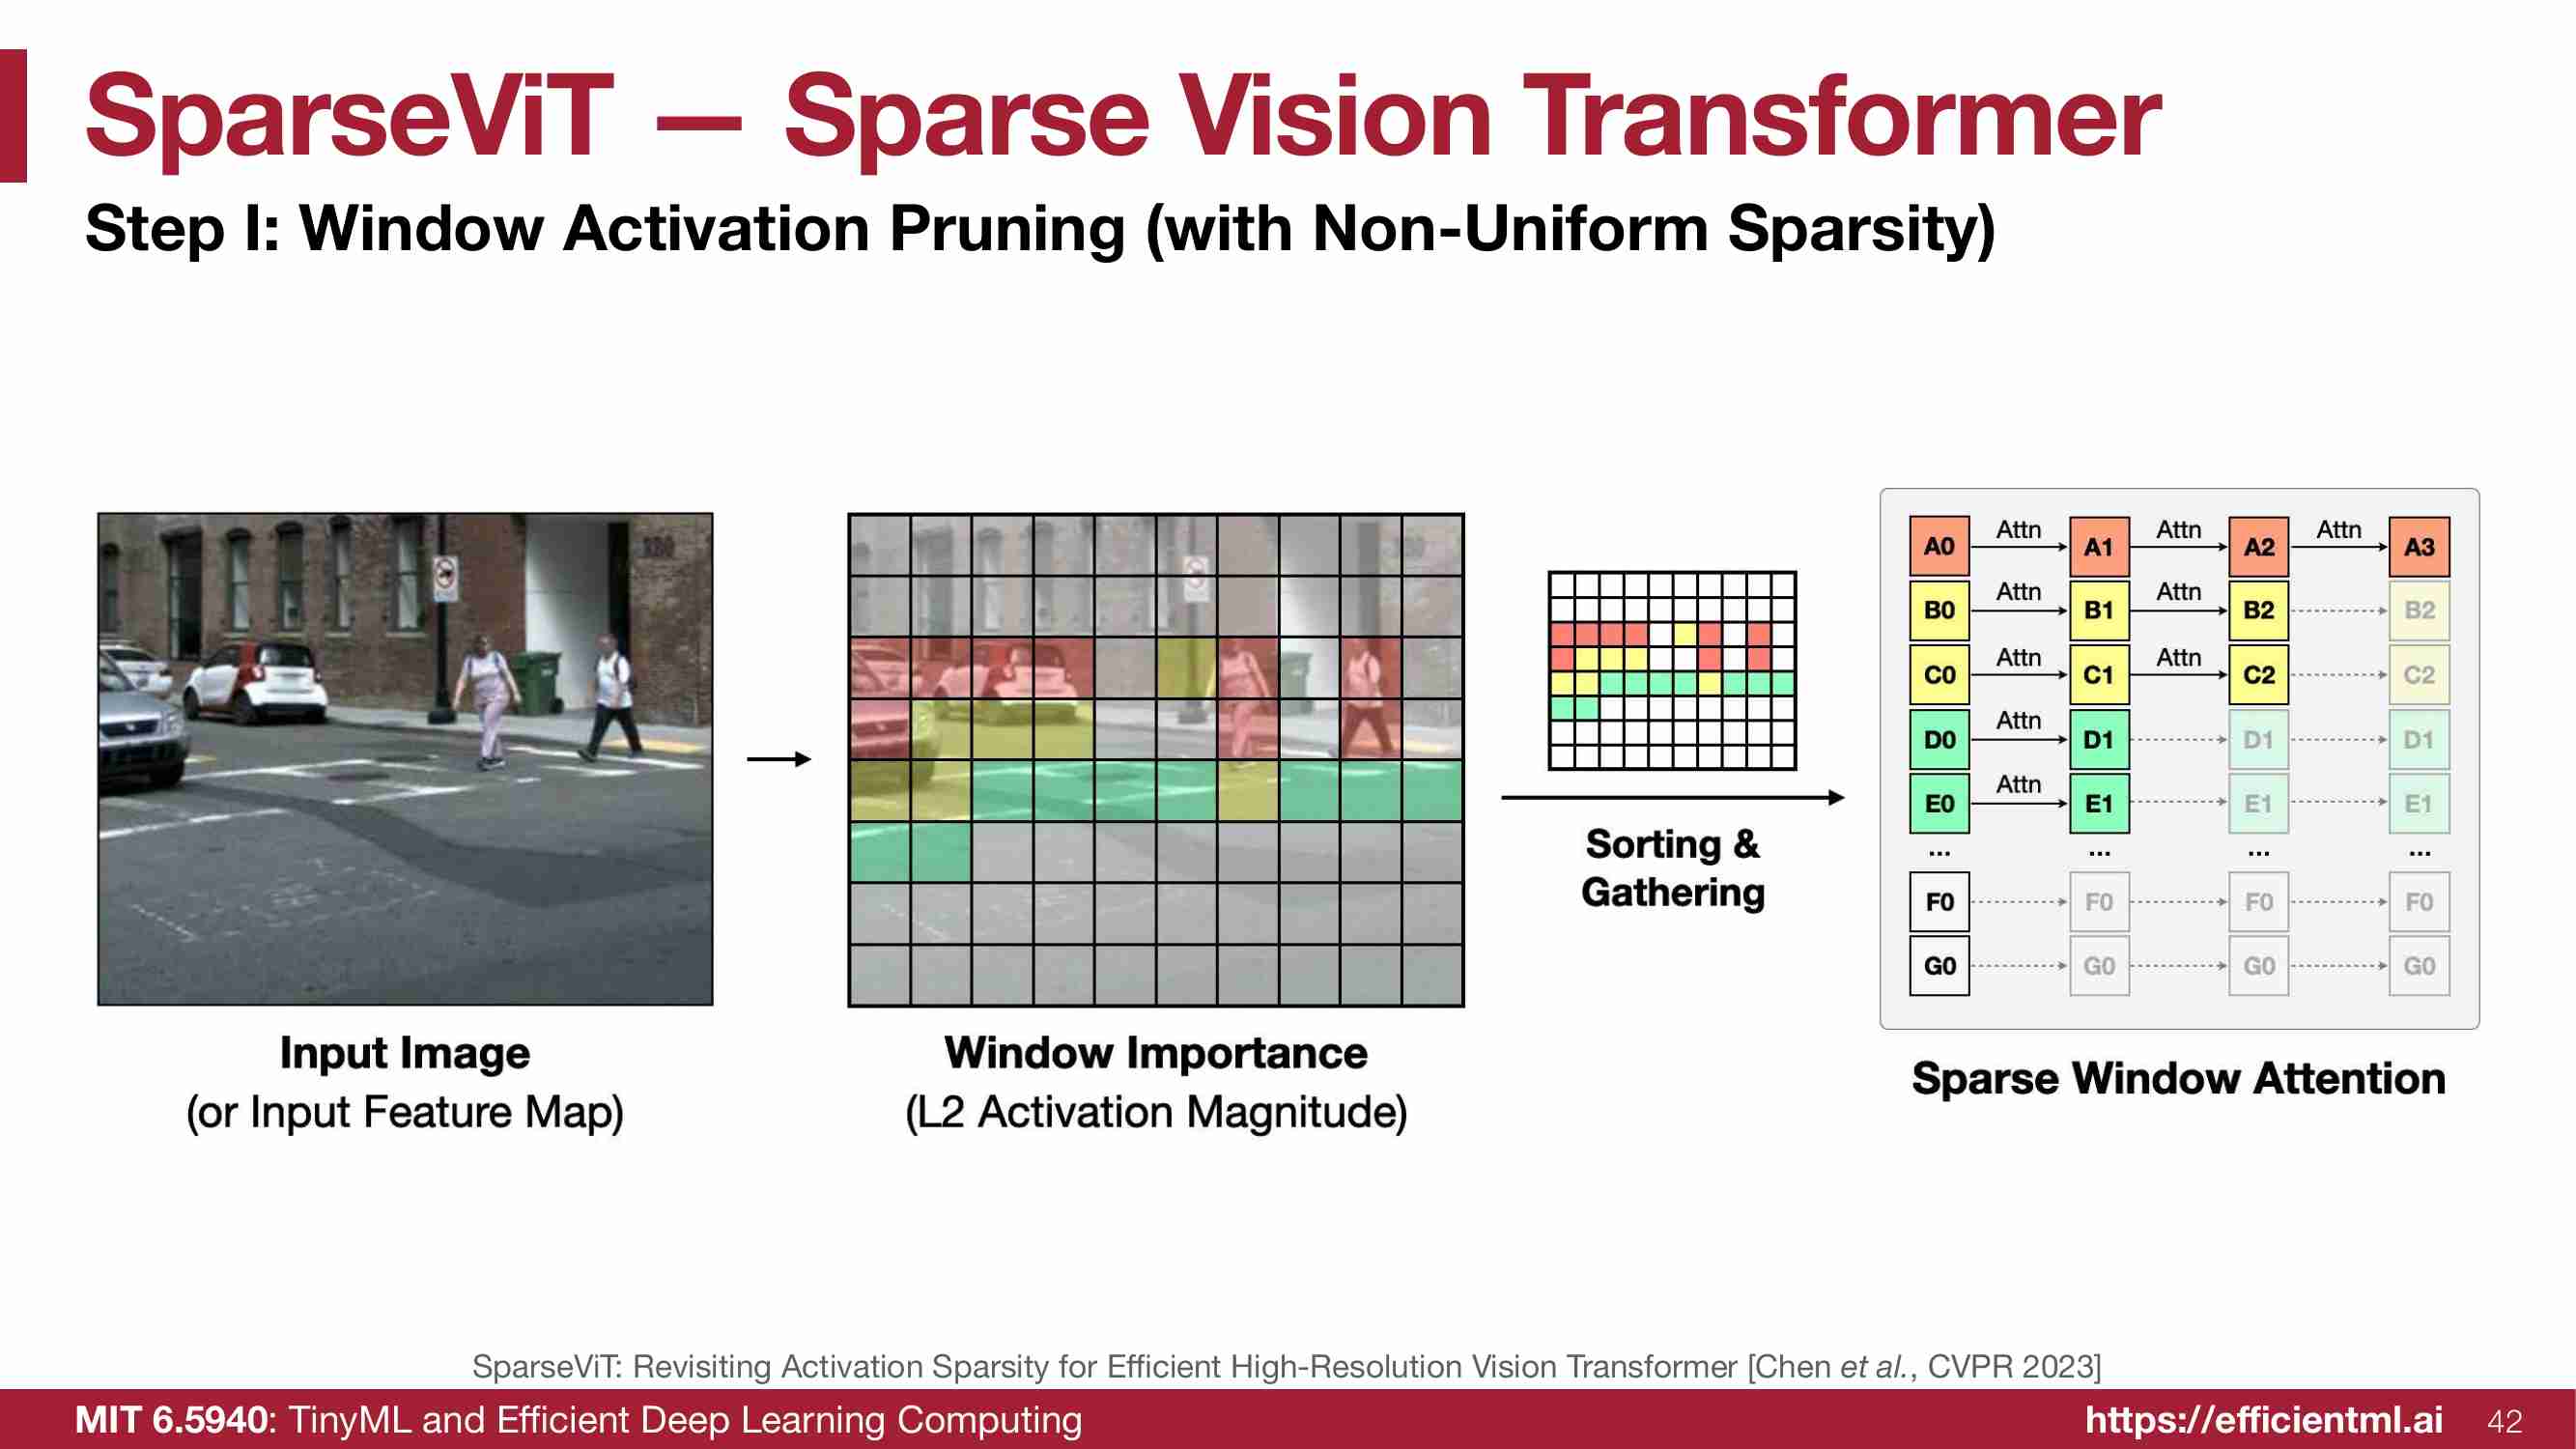 SparseViT — Sparse Vision Transformer
Step I: Window Activation Pruning (with Non-Uniform Sparsity)
Input Image
(or Input Feature Map)
Window Importance
(L2 Activation Magnitude)
Sorting &
Gathering
A0 Attn A1 Attn A2 Attn A3
B0 Attn B1 Attn B2 B2
C0 Attn C1 Attn C2 C2
D0 Attn D1 D1 D1
E0 Attn E1 E1 E1
... ... ... ...
F0 F0 F0 F0
G0 G0 G0 G0
Sparse Window Attention
SparseViT: Revisiting Activation Sparsity for Efficient High-Resolution Vision Transformer [Chen et al., CVPR 2023]
MIT 6.5940: TinyML and Efficient Deep Learning Computing
https://efficientml.ai 42